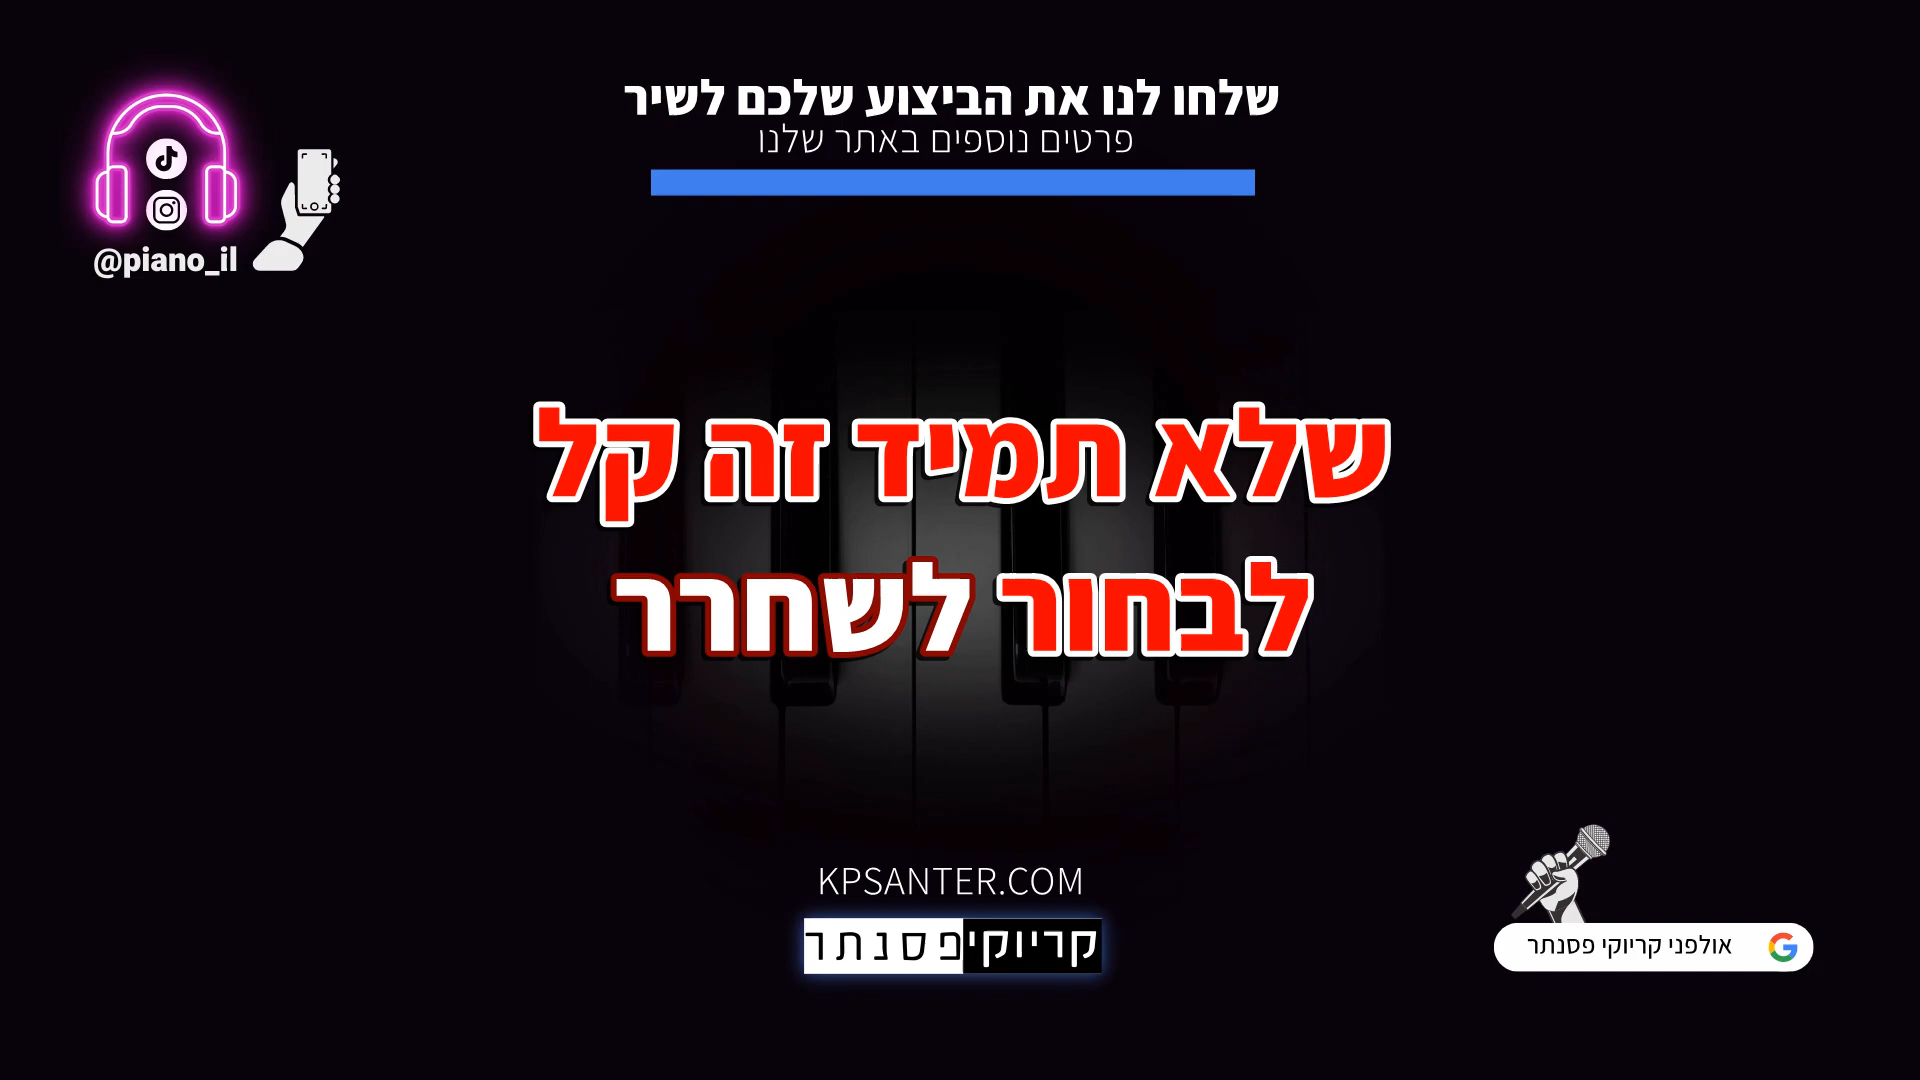 שלחו לנו את הביצוע שלכם לשיר
פרטים נוספים באתר שלנו
@piano_il
שלא תמיד זה קל
לבחור לשחרר
KPSANTER.COM
קריוקיפסנתר
אולפני קריוקי פסנתר